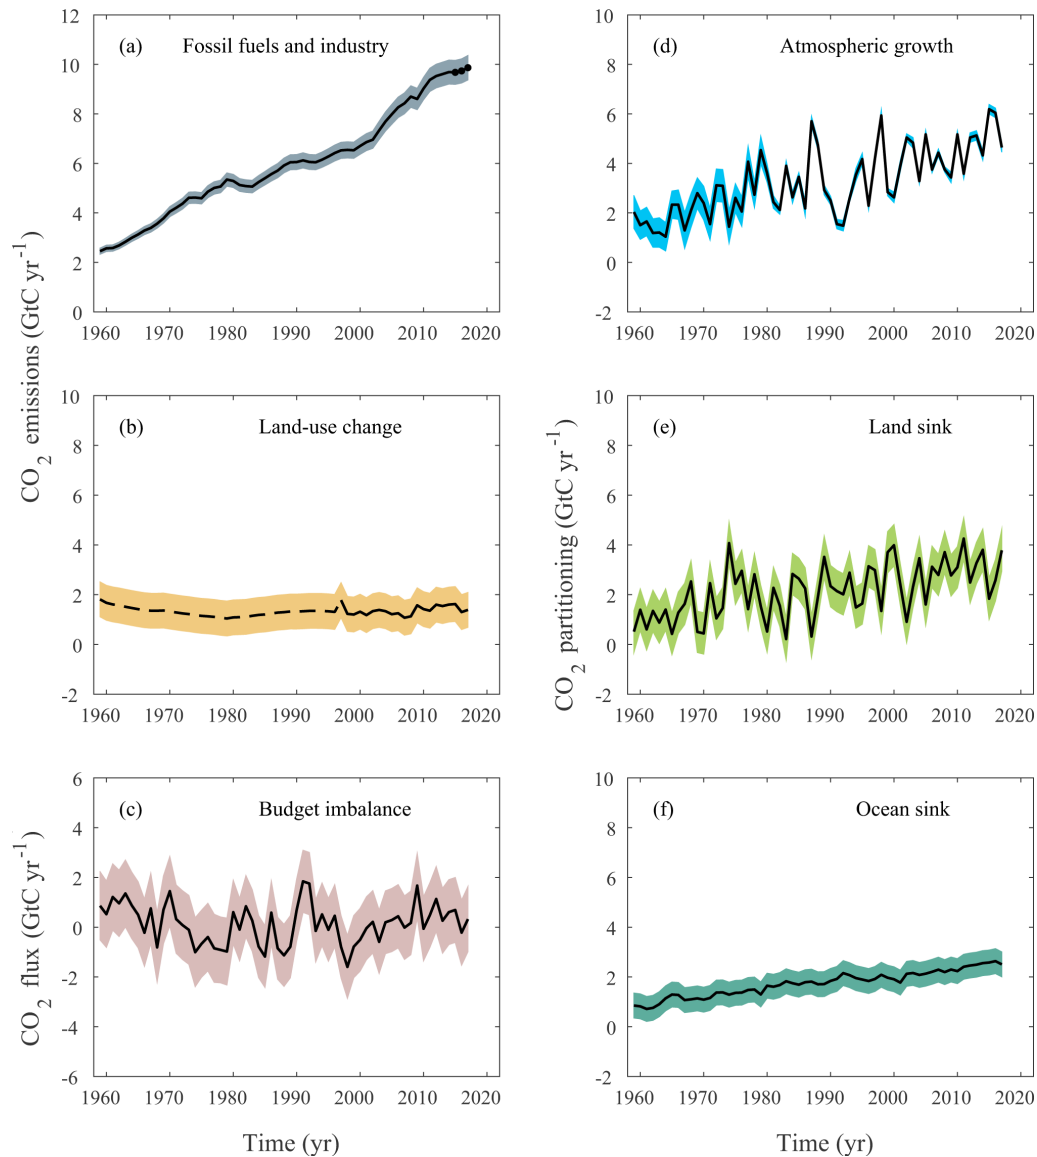 CO2 emissions (GtC yr-1)
(a) Fossil fuels and industry
12
10
8
6
4
2
0
1960 1970 1980 1990 2000 2010 2020
(b) Land-use change
10
8
6
4
2
0
-2
1960 1970 1980 1990 2000 2010 2020
CO2 flux (GtC yr-1)
(c) Budget imbalance
6
4
2
0
-2
-4
-6
1960 1970 1980 1990 2000 2010 2020
Time (yr)
CO2 partitioning (GtC yr-1)
(d) Atmospheric growth
10
8
6
4
2
0
-2
1960 1970 1980 1990 2000 2010 2020
(e) Land sink
10
8
6
4
2
0
-2
1960 1970 1980 1990 2000 2010 2020
(f) Ocean sink
10
8
6
4
2
0
-2
1960 1970 1980 1990 2000 2010 2020
Time (yr)